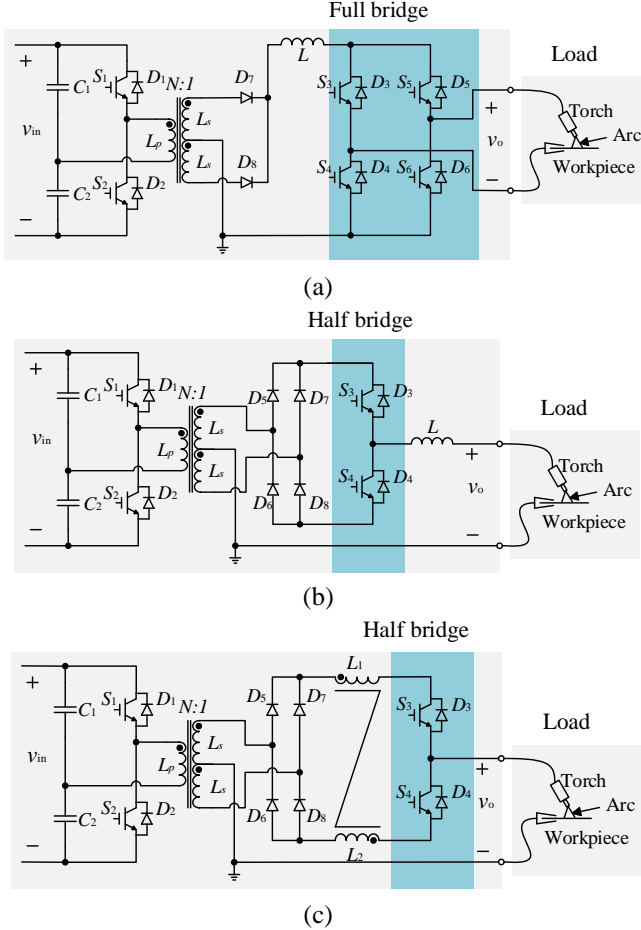 Full bridge
Load
+ C1 S1 D1 N:1 D7 L S3 D3 S5 D5 + Torch
vin Lp Ls Ls vo Arc
C2 S2 D2 D8 S4 D4 S6 D6 Workpiece
− −
(a)
Half bridge
Load
+ C1 S1 D1 N:1 D5 D7 S3 D3 L + Torch
vin Lp Ls Ls vo Arc
C2 S2 D2 D6 D8 S4 D4 Workpiece
− −
(b)
Half bridge
Load
+ C1 S1 D1 N:1 D5 D7 L1 S3 D3 + Torch
vin Lp Ls Ls vo Arc
C2 S2 D2 D6 D8 L2 S4 D4 Workpiece
− −
(c)